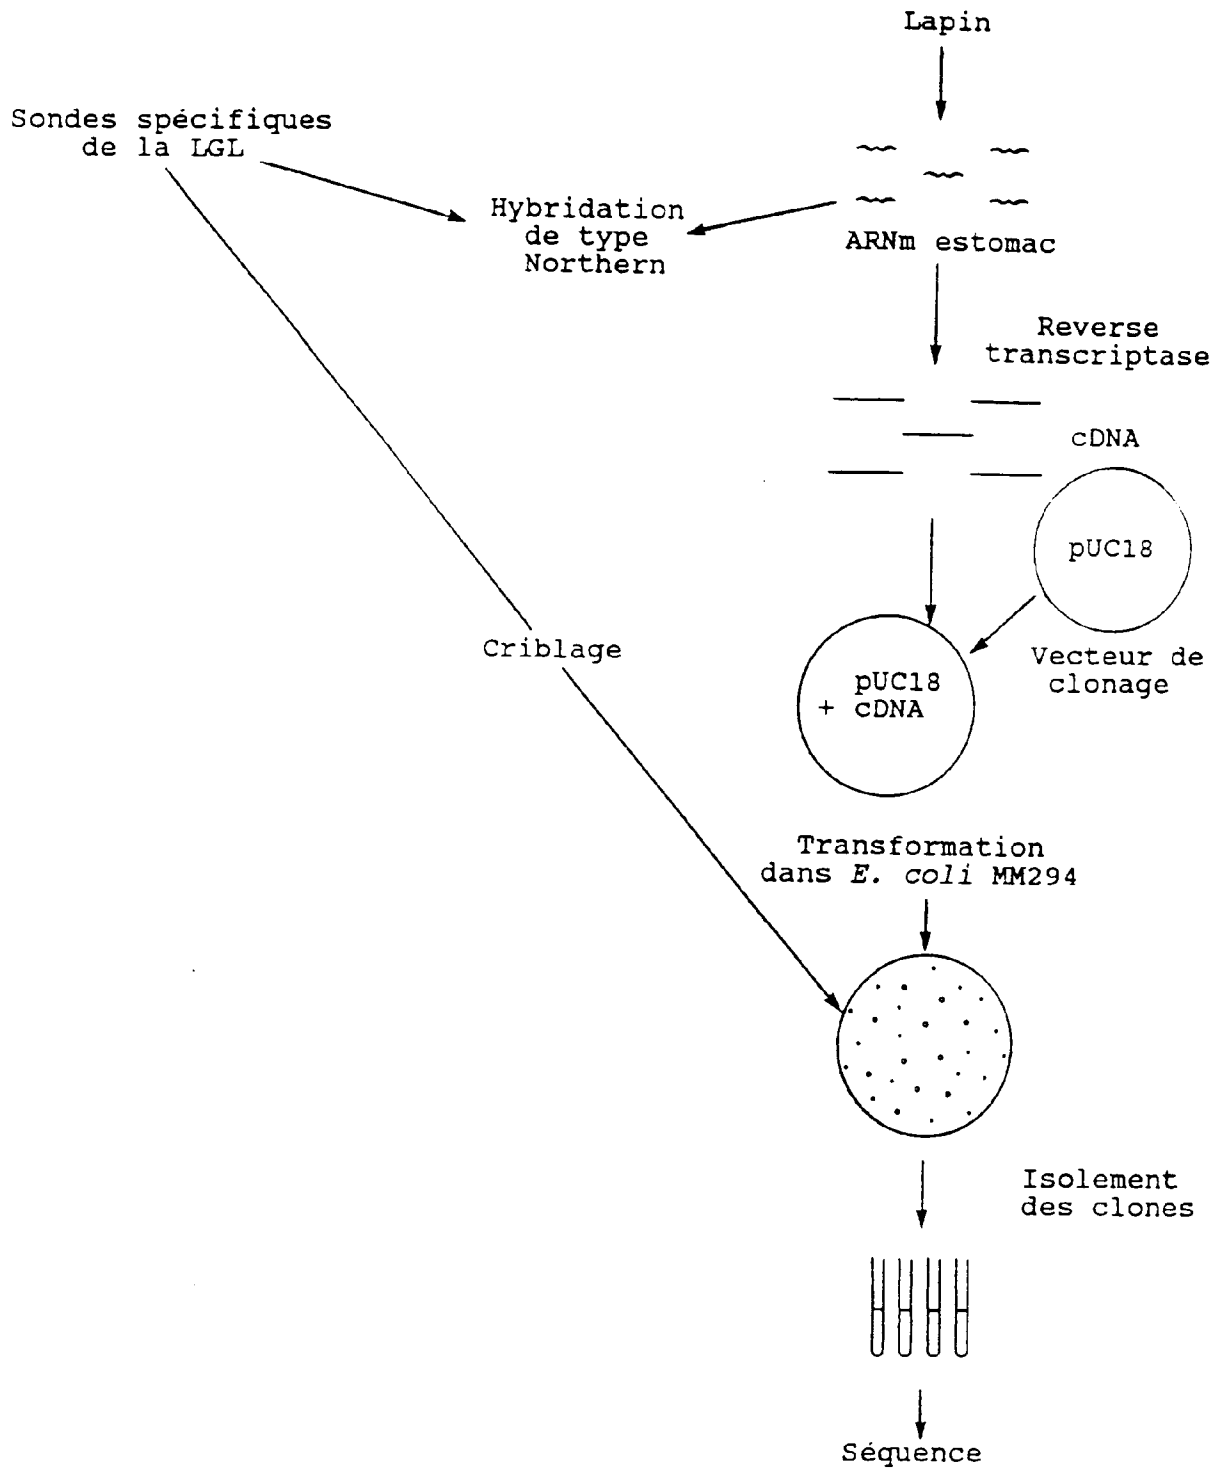 Lapin
Sondes spécifiques
de la LGL
Hybridation
de type
Northern
ARNm estomac
Reverse
transcriptase
cDNA
pUC18
Vecteur de
clonage
pUC18
+ cDNA
Criblage
Transformation
dans E. coli MM294
Isolement
des clones
Séquence